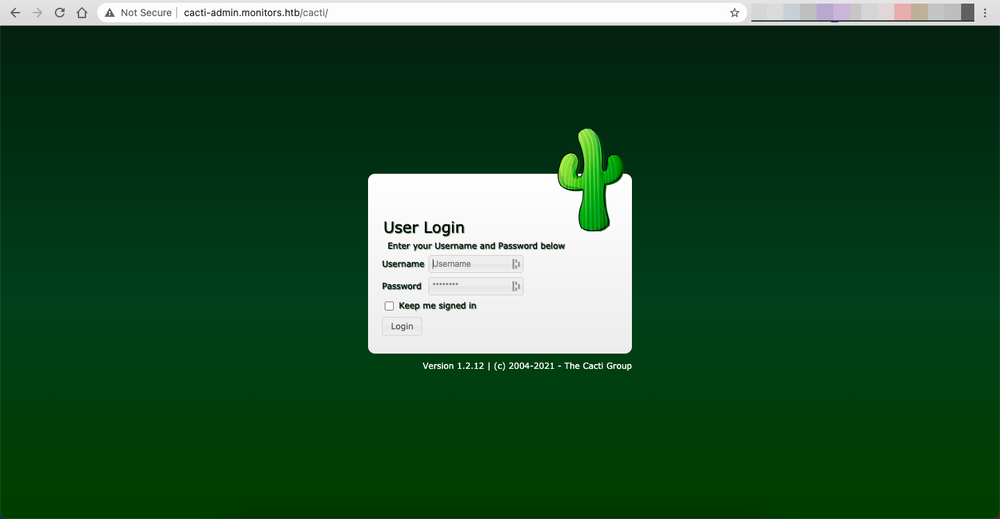 Not Secure | cacti-admin.monitors.htb/cacti/
User Login
Enter your Username and Password below
Username Username
Password ********
Keep me signed in
Login
Version 1.2.12 | (c) 2004-2021 - The Cacti Group